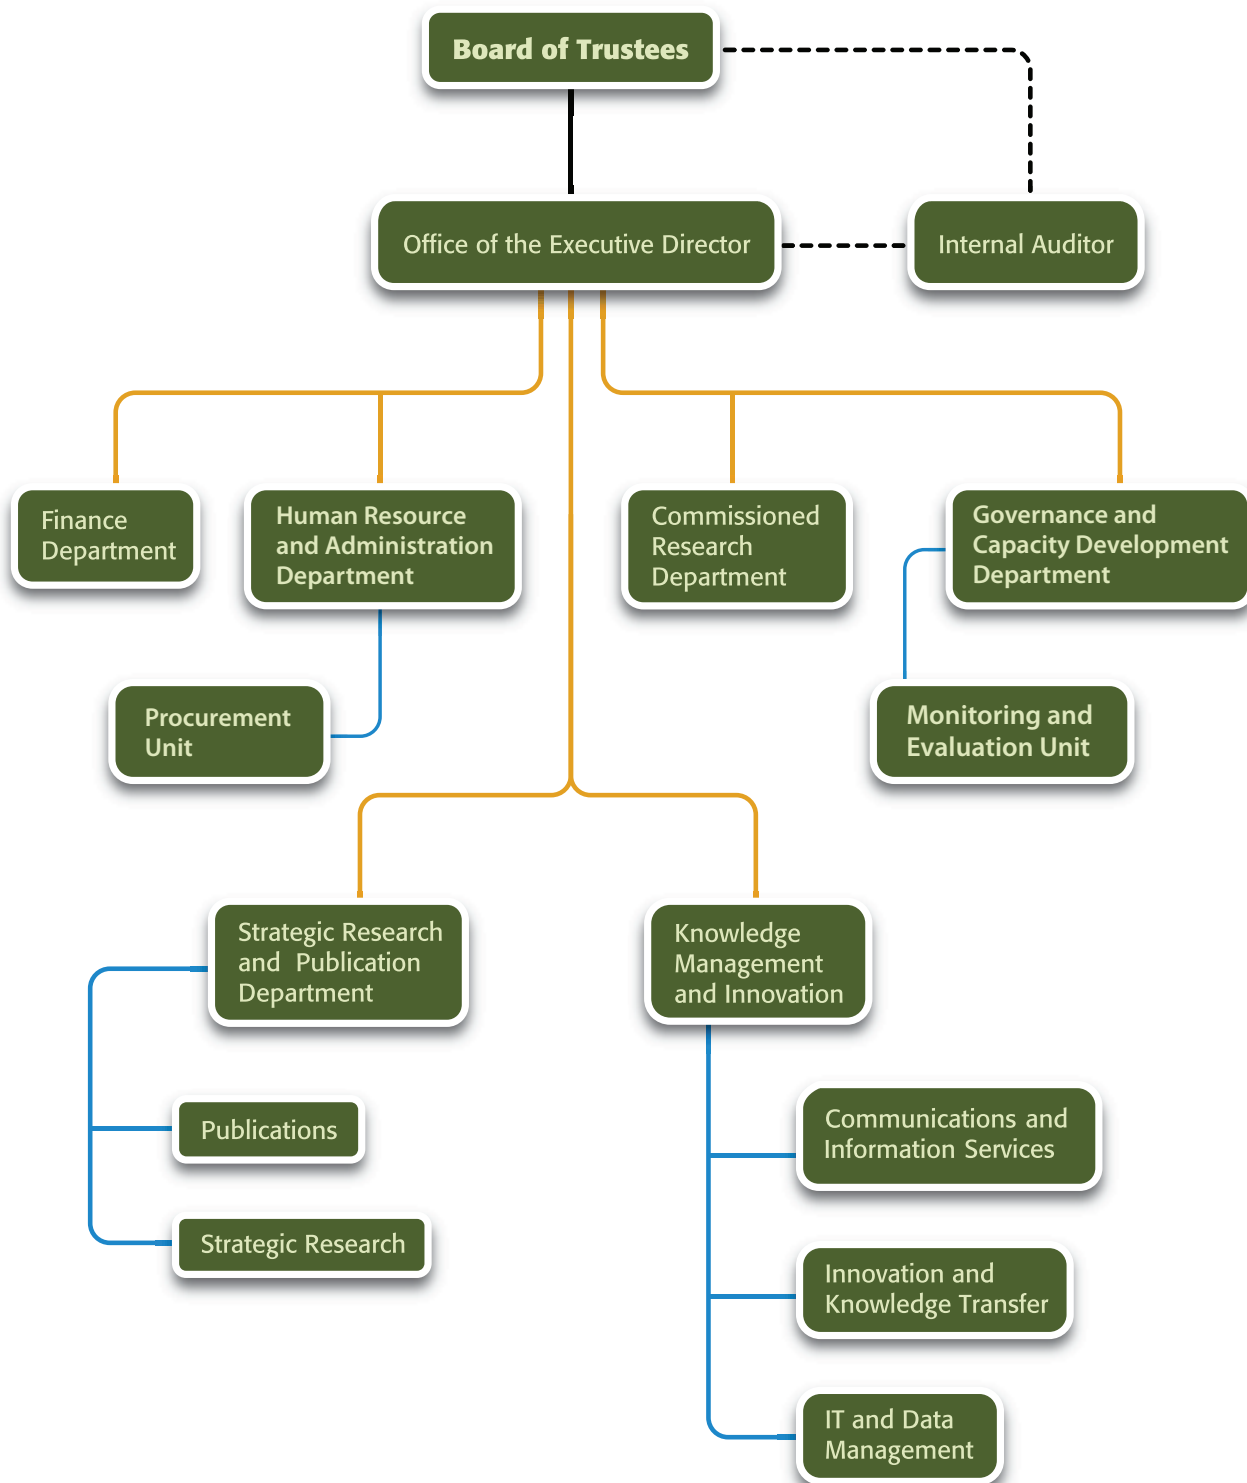 Board of Trustees
Office of the Executive Director
Internal Auditor
Finance
Department
Human Resource
and Administration
Department
Commissioned
Research
Department
Governance and
Capacity Development
Department
Procurement
Unit
Monitoring and
Evaluation Unit
Strategic Research
and Publication
Department
Knowledge
Management
and Innovation
Publications
Strategic Research
Communications and
Information Services
Innovation and
Knowledge Transfer
IT and Data
Management